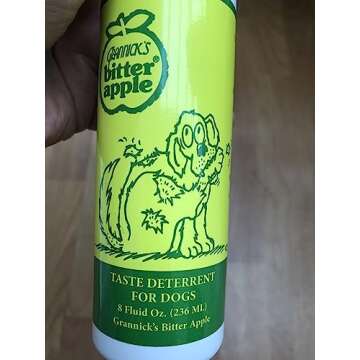 GRANNICK'S
bitter®
apple
TASTE DETERRENT
FOR DOGS
8 Fluid Oz. (236 ML)
Grannick's Bitter Apple